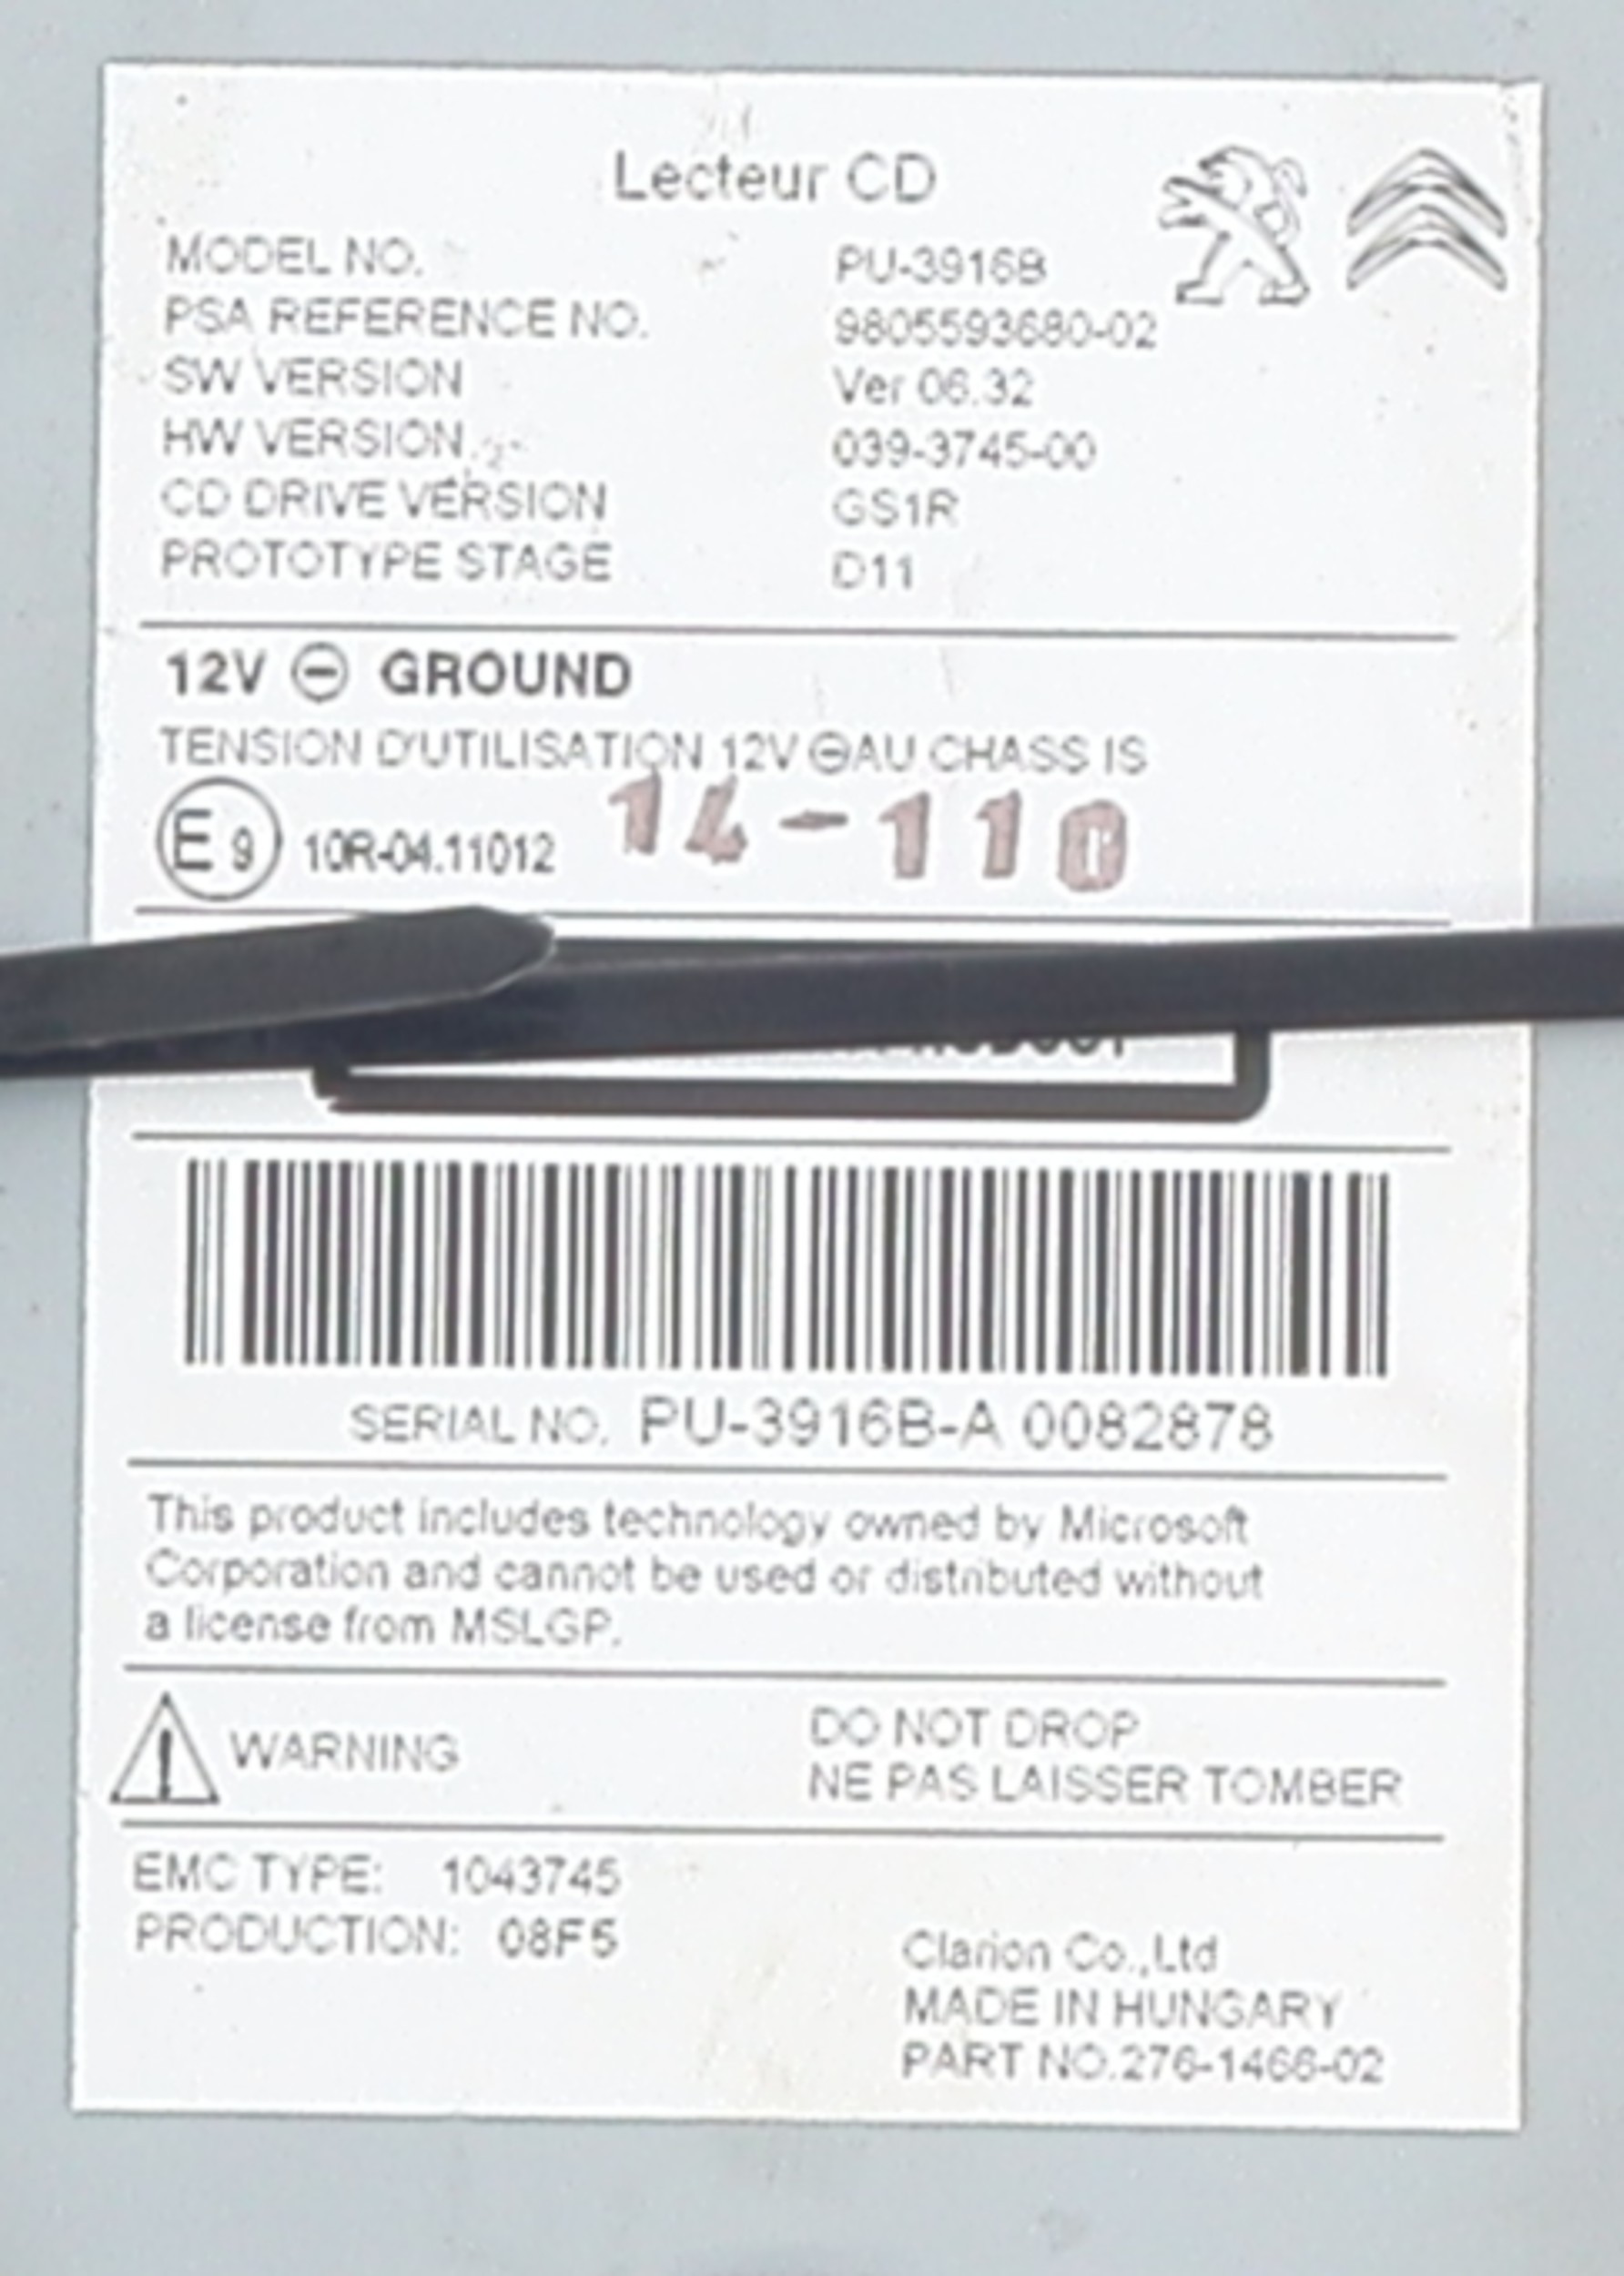 Lecteur CD
MODEL NO. PU-3916B
PSA REFERENCE NO. 9805593680-02
SW VERSION Ver 06.32
HW VERSION 039-3745-00
CD DRIVE VERSION GS1R
PROTOTYPE STAGE D11
12V ⊖ GROUND
TENSION D'UTILISATION 12V ⊖AU CHASS IS
E 9 10R-04.11012 14-110
SERIAL NO. PU-3916B-A 0082878
This product includes technology owned by Microsoft
Corporation and cannot be used or distributed without
a license from MSLGP.
WARNING
DO NOT DROP
NE PAS LAISSER TOMBER
EMC TYPE: 1043745
PRODUCTION: 08F5
Clarion Co.,Ltd
MADE IN HUNGARY
PART NO.276-1466-02